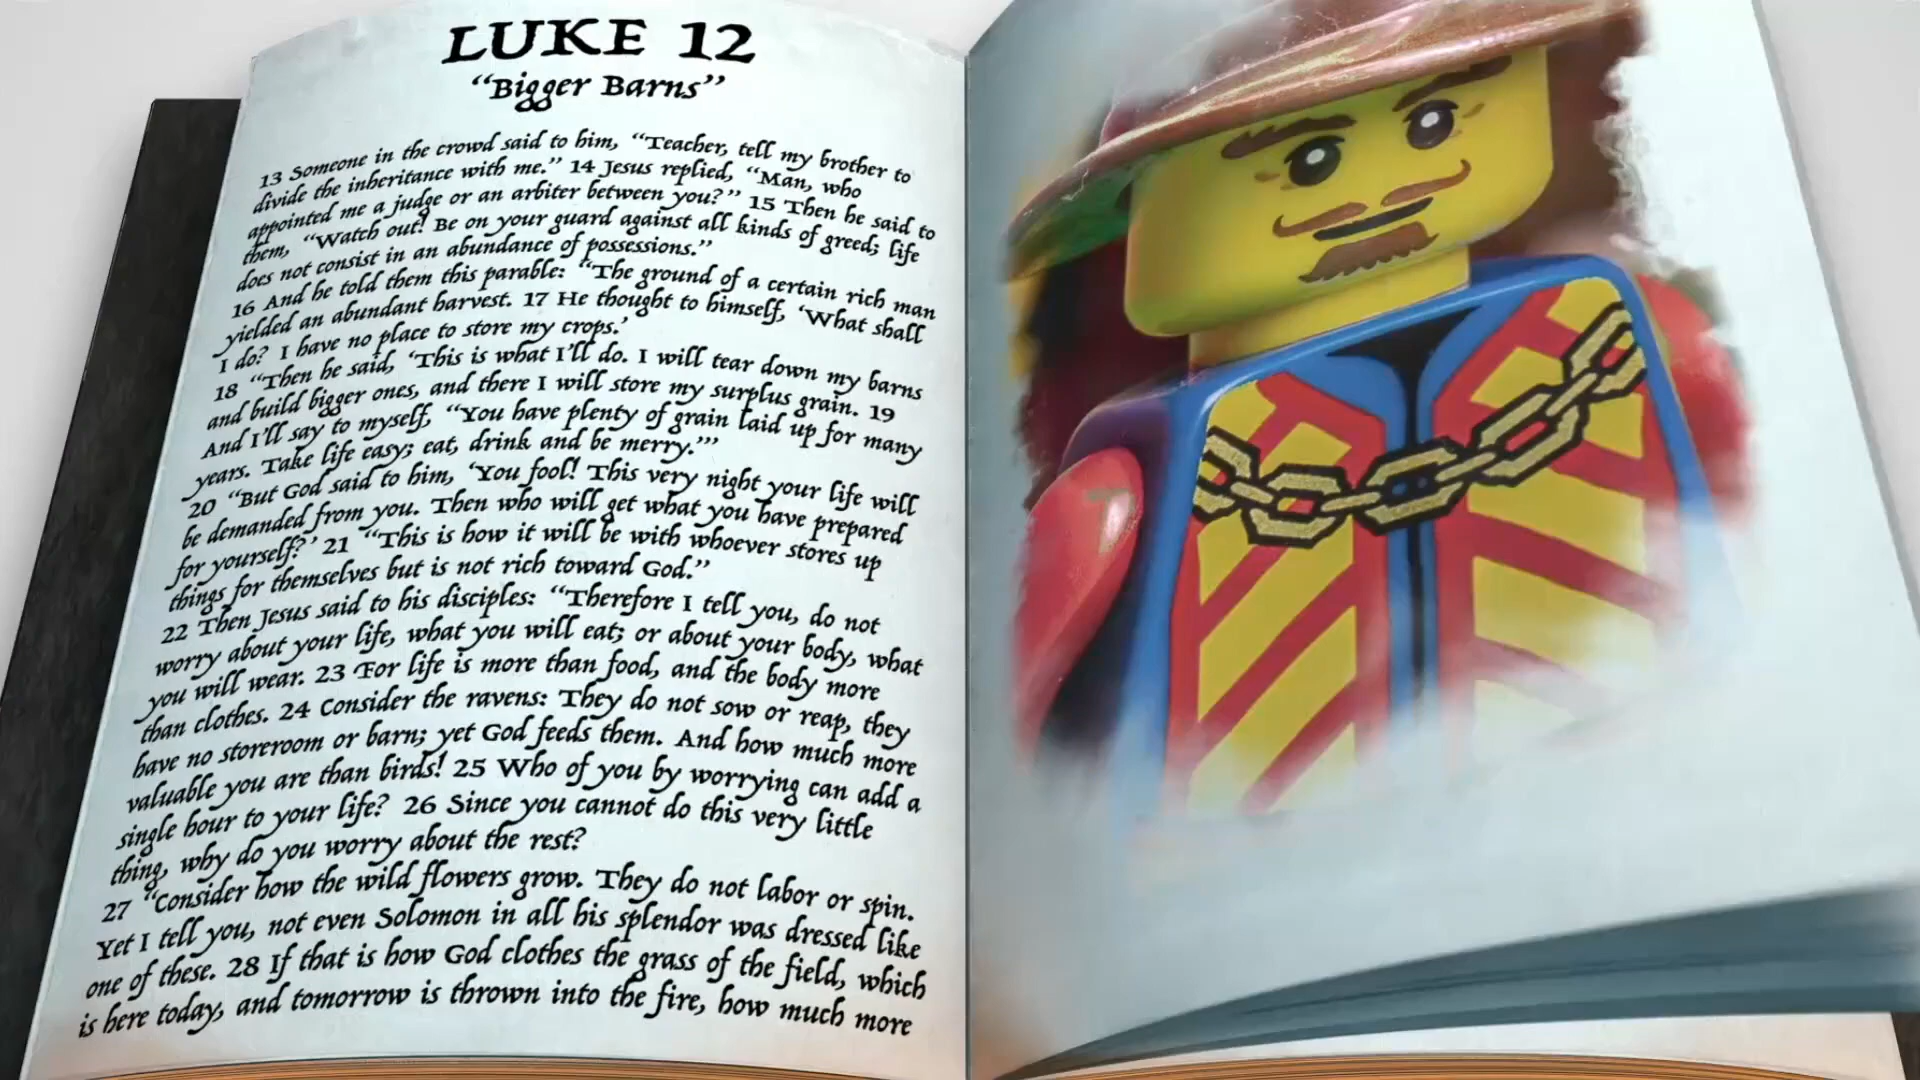 LUKE 12
“Bigger Barns”
13 Someone in the crowd said to him, “Teacher, tell my brother to
divide the inheritance with me.” 14 Jesus replied, “Man, who
appointed me a judge or an arbiter between you?” 15 Then he said to
them, “Watch out! Be on your guard against all kinds of greed; life
does not consist in an abundance of possessions.”
16 And he told them this parable: “The ground of a certain rich man
yielded an abundant harvest. 17 He thought to himself, ‘What shall
I do? I have no place to store my crops.’
18 “Then he said, ‘This is what I’ll do. I will tear down my barns
and build bigger ones, and there I will store my surplus grain. 19
And I’ll say to myself, “You have plenty of grain laid up for many
years. Take life easy; eat, drink and be merry.”’”
20 “But God said to him, ‘You fool! This very night your life will
be demanded from you. Then who will get what you have prepared
for yourself?’ 21 “This is how it will be with whoever stores up
things for themselves but is not rich toward God.”
22 Then Jesus said to his disciples: “Therefore I tell you, do not
worry about your life, what you will eat; or about your body, what
you will wear. 23 For life is more than food, and the body more
than clothes. 24 Consider the ravens: They do not sow or reap, they
have no storeroom or barn; yet God feeds them. And how much more
valuable you are than birds! 25 Who of you by worrying can add a
single hour to your life? 26 Since you cannot do this very little
thing, why do you worry about the rest?
27 “Consider how the wild flowers grow. They do not labor or spin.
Yet I tell you, not even Solomon in all his splendor was dressed like
one of these. 28 If that is how God clothes the grass of the field, which
is here today, and tomorrow is thrown into the fire, how much more